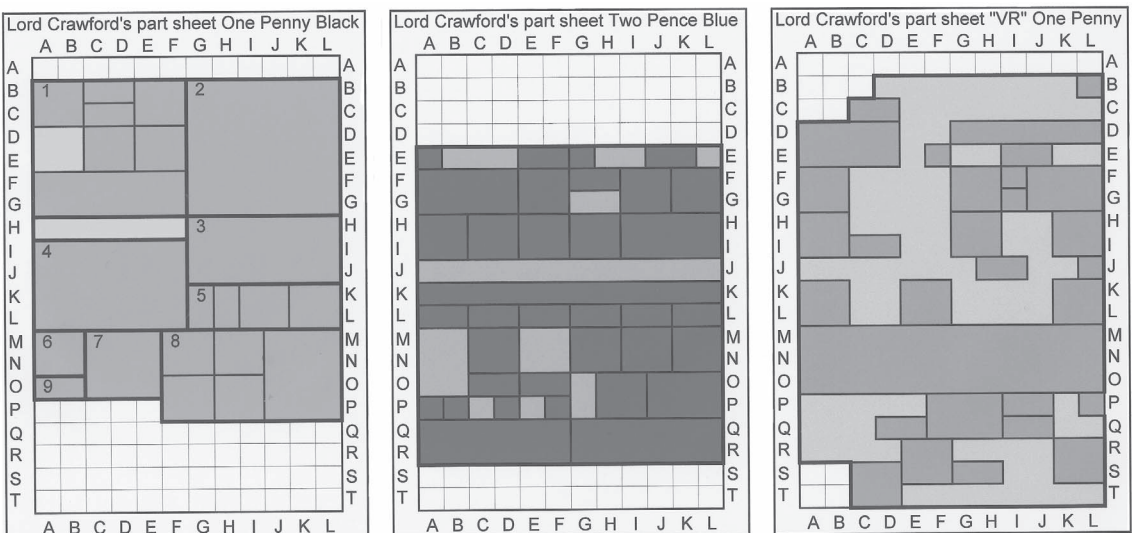 Lord Crawford's part sheet One Penny Black
A B C D E F G H I J K L
A A
B 1 2 B
C C
D D
E E
F F
G G
H 3 H
I 4 I
J J
K 5 K
L L
M 6 7 8 M
N N
O 9 O
P P
Q Q
R R
S S
T T
A B C D E F G H I J K L
Lord Crawford's part sheet Two Pence Blue
A B C D E F G H I J K L
A A
B B
C C
D D
E E
F F
G G
H H
I I
J J
K K
L L
M M
N N
O O
P P
Q Q
R R
S S
T T
A B C D E F G H I J K L
Lord Crawford's part sheet "VR" One Penny
A B C D E F G H I J K L
A A
B B
C C
D D
E E
F F
G G
H H
I I
J J
K K
L L
M M
N N
O O
P P
Q Q
R R
S S
T T
A B C D E F G H I J K L